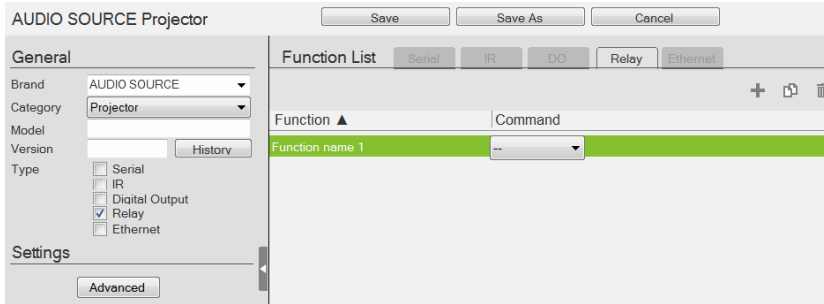 AUDIO SOURCE Projector
Save
Save As
Cancel
General
Brand
AUDIO SOURCE
Category
Projector
Model
Version
History
Type
Serial
IR
Digital Output
Relay
Ethernet
Settings
Advanced
Function List
Serial
IR
DO
Relay
Ethernet
Function ▲
Command
Function name 1
--